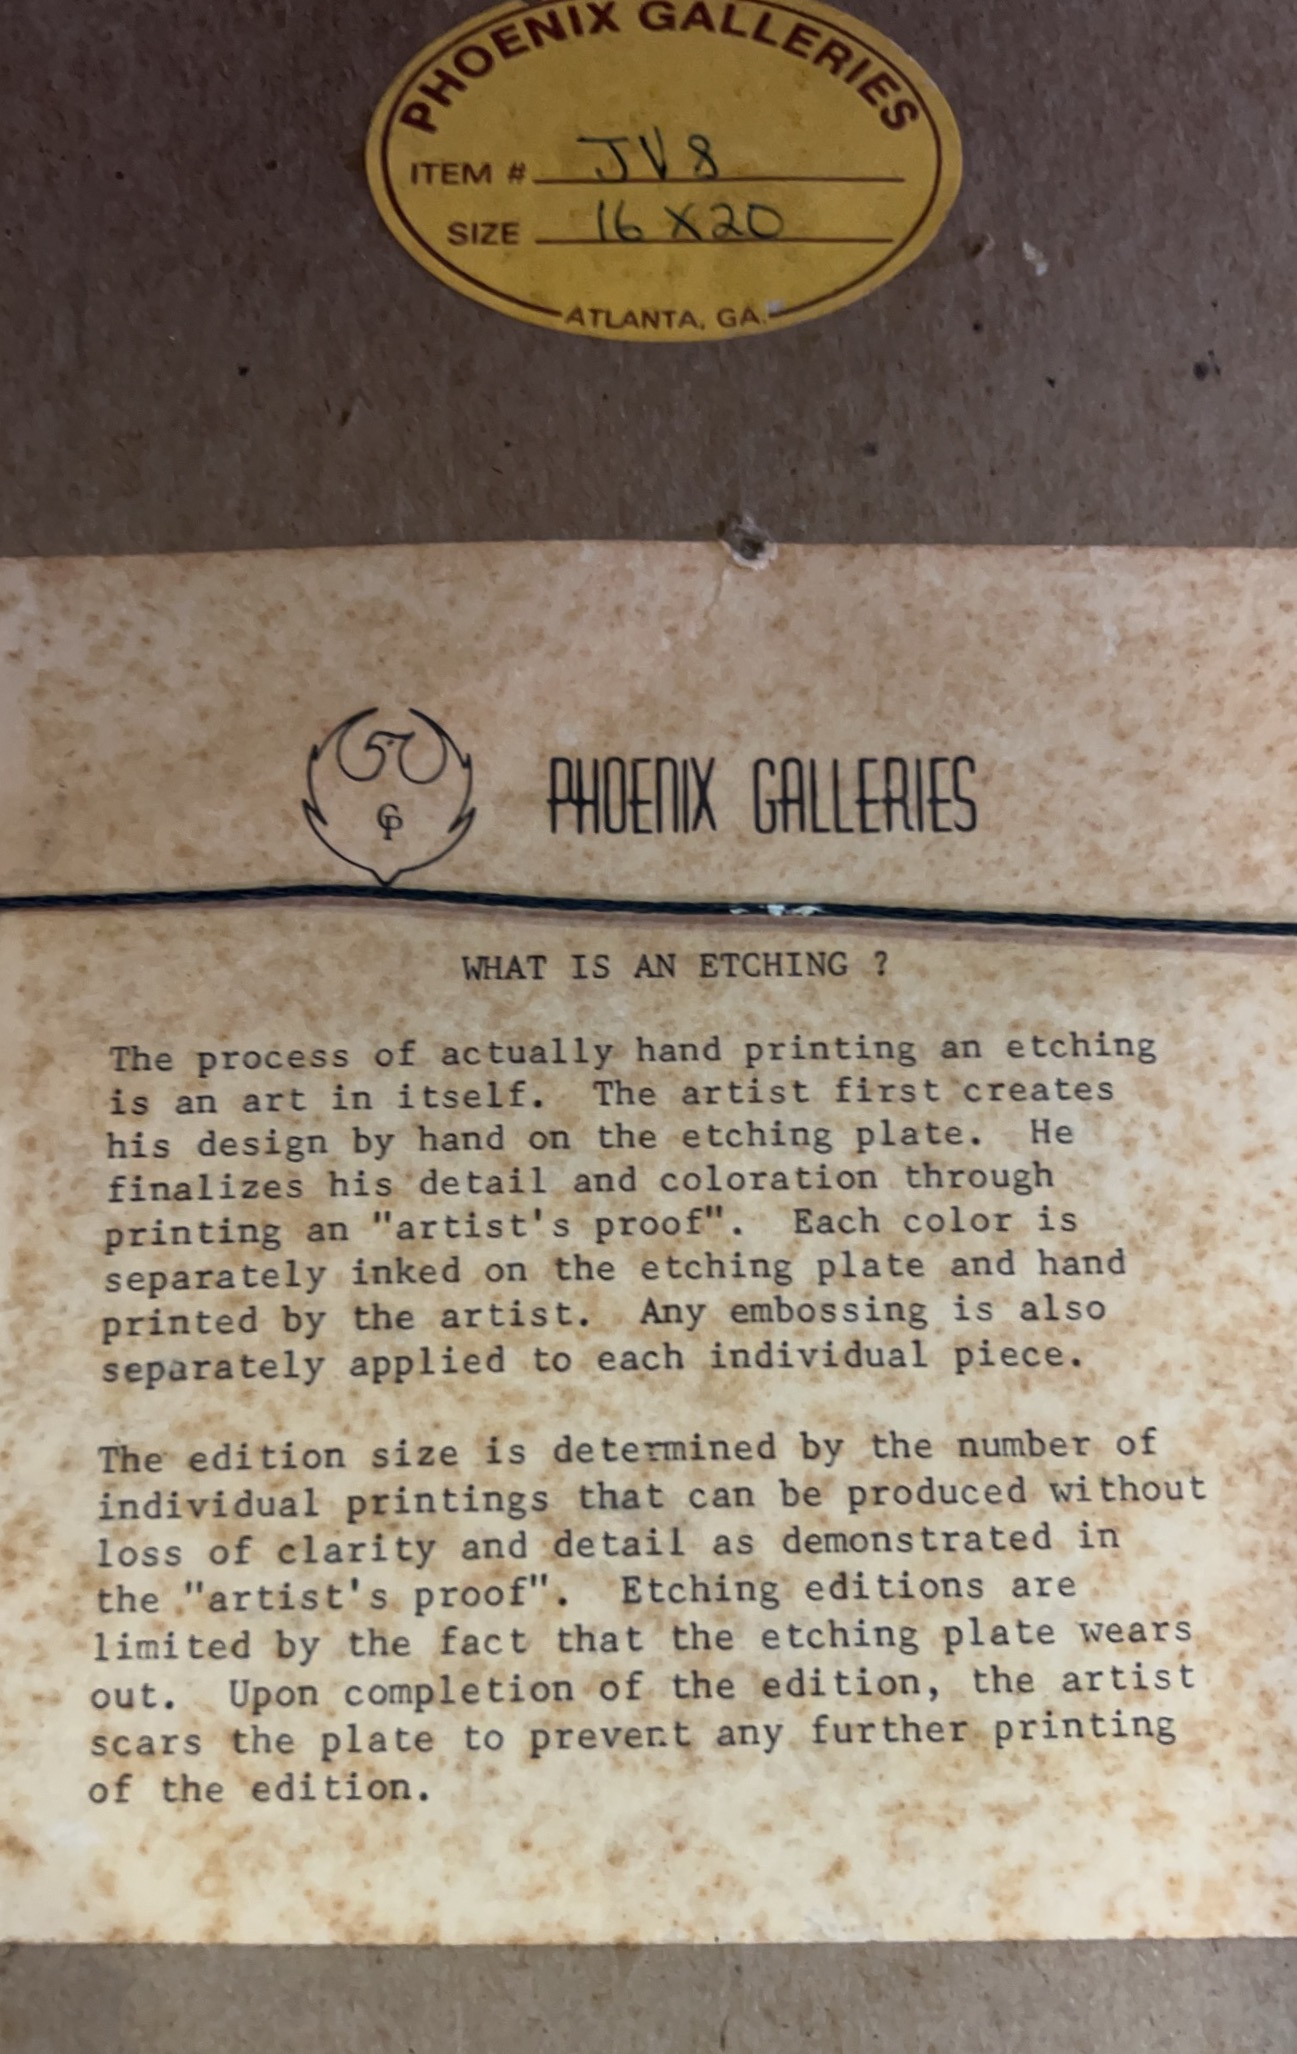 PHOENIX GALLERIES
ITEM # JV8
SIZE 16 X 20
ATLANTA, GA.
PHOENIX GALLERIES
WHAT IS AN ETCHING ?
The process of actually hand printing an etching
is an art in itself. The artist first creates
his design by hand on the etching plate. He
finalizes his detail and coloration through
printing an "artist's proof". Each color is
separately inked on the etching plate and hand
printed by the artist. Any embossing is also
separately applied to each individual piece.
The edition size is determined by the number of
individual printings that can be produced without
loss of clarity and detail as demonstrated in
the "artist's proof". Etching editions are
limited by the fact that the etching plate wears
out. Upon completion of the edition, the artist
scars the plate to prevent any further printing
of the edition.